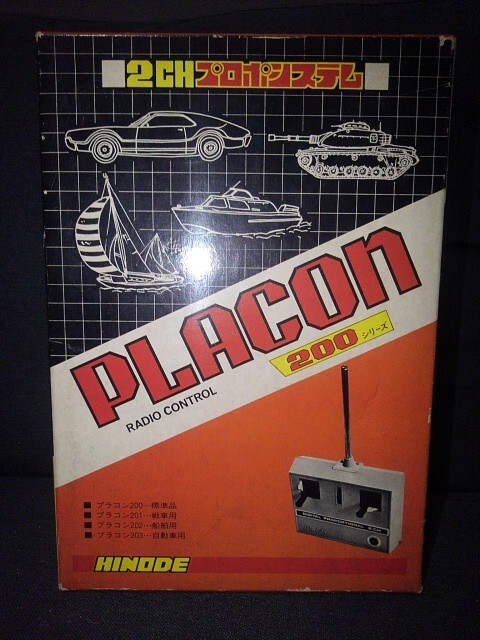 2CHプロポシステム
PLACON
200 シリーズ
RADIO CONTROL
■ プラコン200…標準品
■ プラコン201…戦車用
■ プラコン202…船舶用
■ プラコン203…自動車用
HINODE